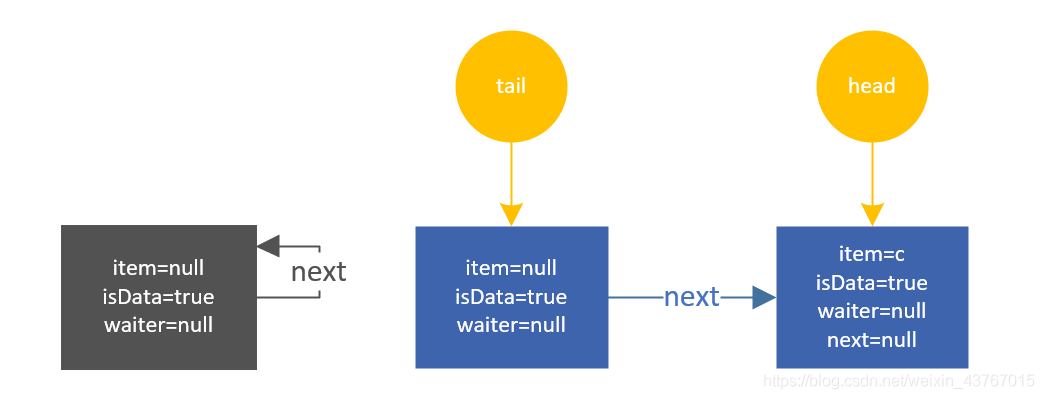 tail
head
item=null
isData=true
waiter=null
next
item=null
isData=true
waiter=null
next
item=c
isData=true
waiter=null
next=null
https://blog.csdn.net/weixin_43767015